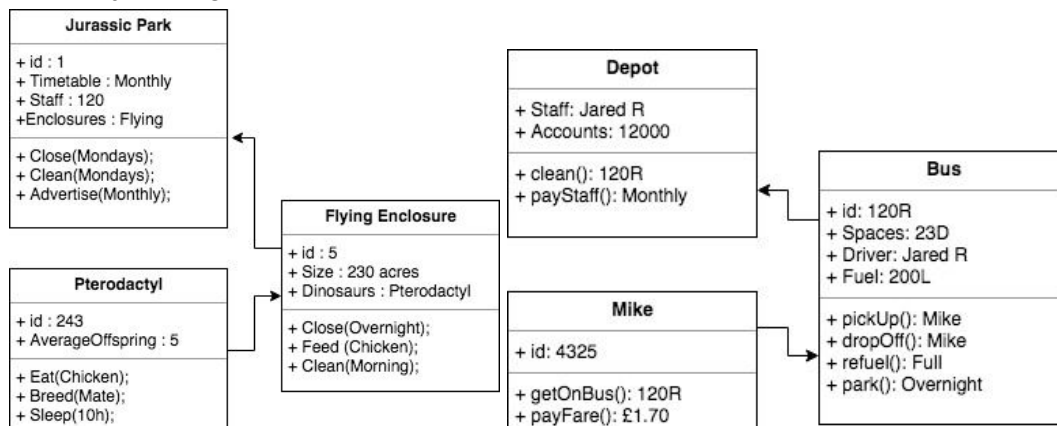 Jurassic Park
+ id : 1
+ Timetable : Monthly
+ Staff : 120
+Enclosures : Flying
+ Close(Mondays);
+ Clean(Mondays);
+ Advertise(Monthly);
Flying Enclosure
+ id : 5
+ Size : 230 acres
+ Dinosaurs : Pterodactyl
+ Close(Overnight);
+ Feed (Chicken);
+ Clean(Morning);
Pterodactyl
+ id : 243
+ AverageOffspring : 5
+ Eat(Chicken);
+ Breed(Mate);
+ Sleep(10h);
Depot
+ Staff: Jared R
+ Accounts: 12000
+ clean(): 120R
+ payStaff(): Monthly
Bus
+ id: 120R
+ Spaces: 23D
+ Driver: Jared R
+ Fuel: 200L
+ pickUp(): Mike
+ dropOff(): Mike
+ refuel(): Full
+ park(): Overnight
Mike
+ id: 4325
+ getOnBus(): 120R
+ payFare(): £1.70